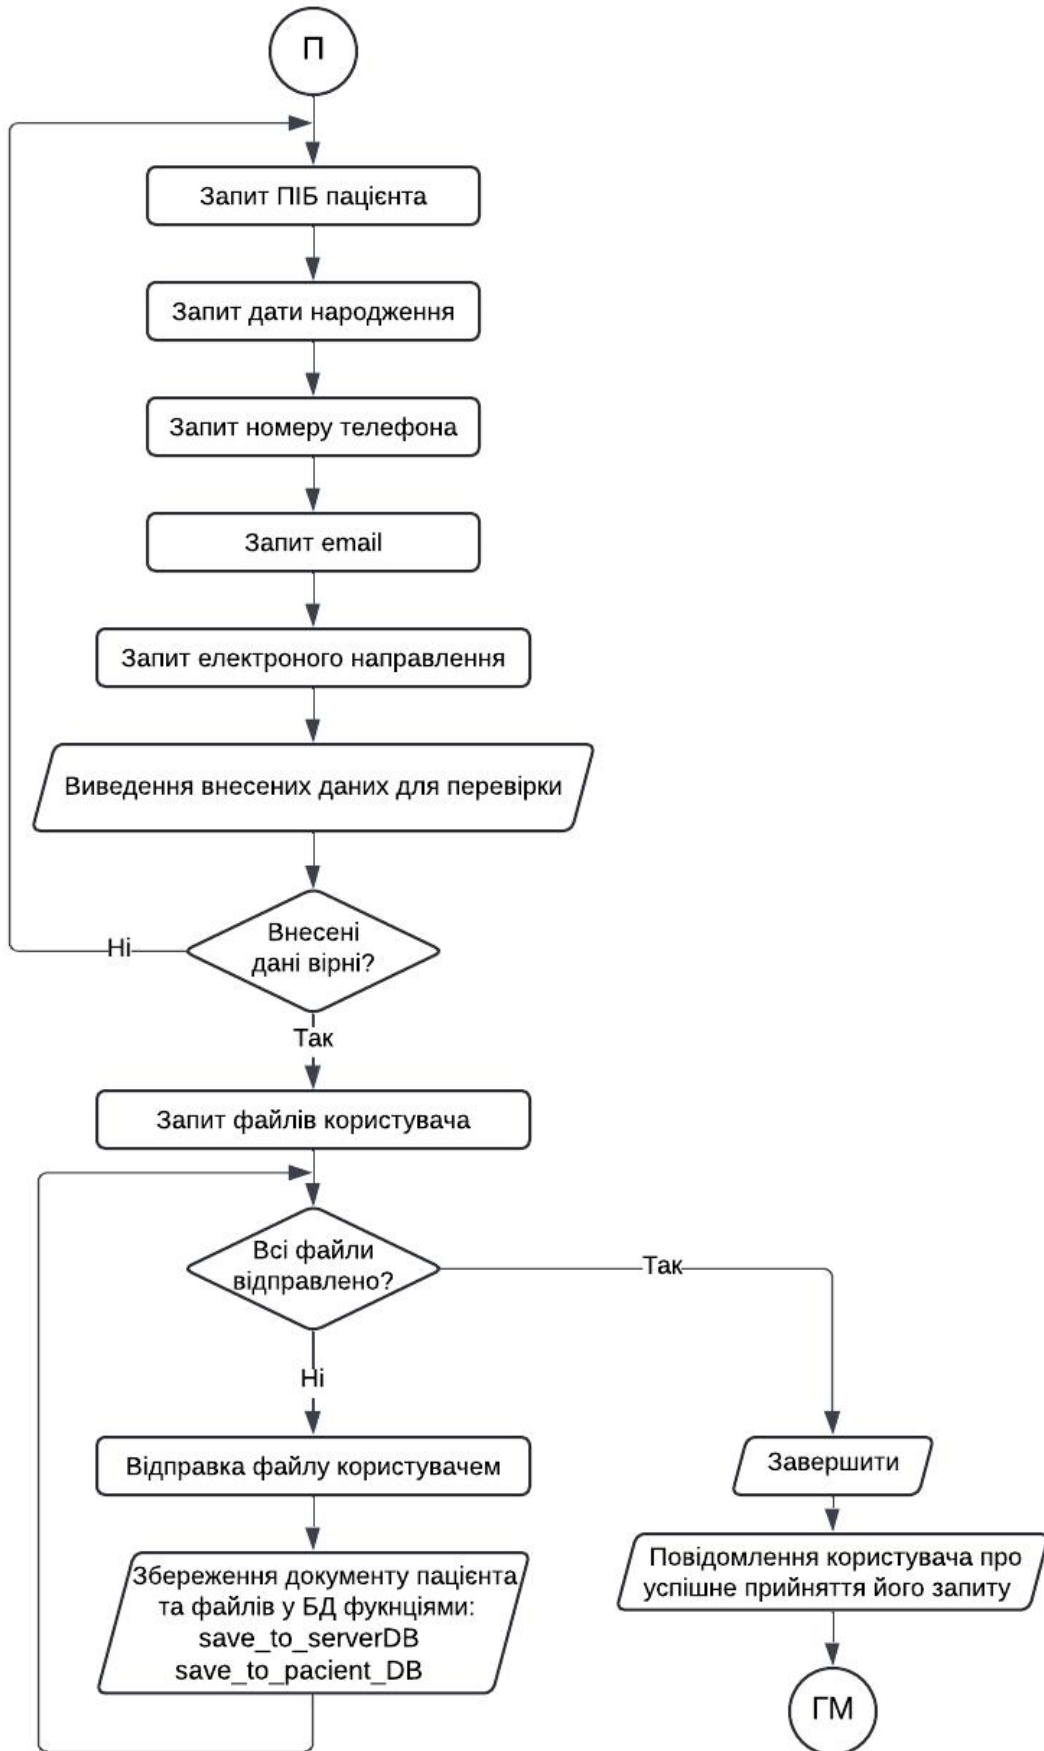 П
Запит ПІБ пацієнта
Запит дати народження
Запит номеру телефона
Запит email
Запит електроного направлення
Виведення внесених даних для перевірки
Внесені
дані вірні?
Ні
Так
Запит файлів користувача
Всі файли
відправлено?
Так
Ні
Відправка файлу користувачем
Завершити
Збереження документу пацієнта
та файлів у БД фукнціями:
save_to_serverDB
save_to_pacient_DB
Повідомлення користувача про
успішне прийняття його запиту
ГМ